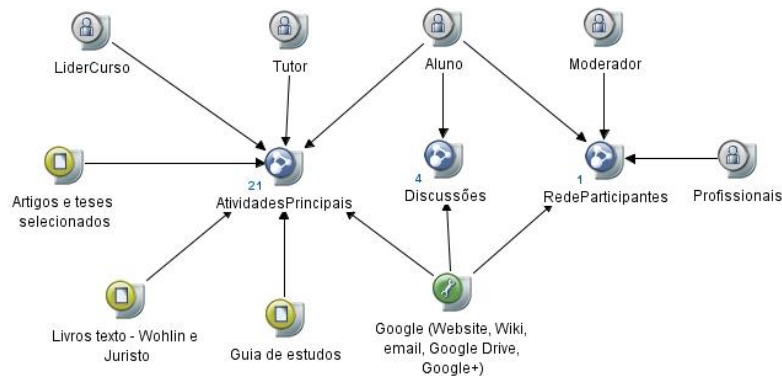 LiderCurso
Tutor
Aluno
Moderador
Artigos e teses
selecionados
21
AtividadesPrincipais
4
Discussões
1
RedeParticipantes
Profissionais
Livros texto - Wohlin e
Juristo
Guia de estudos
Google (Website, Wiki,
email, Google Drive,
Google+)